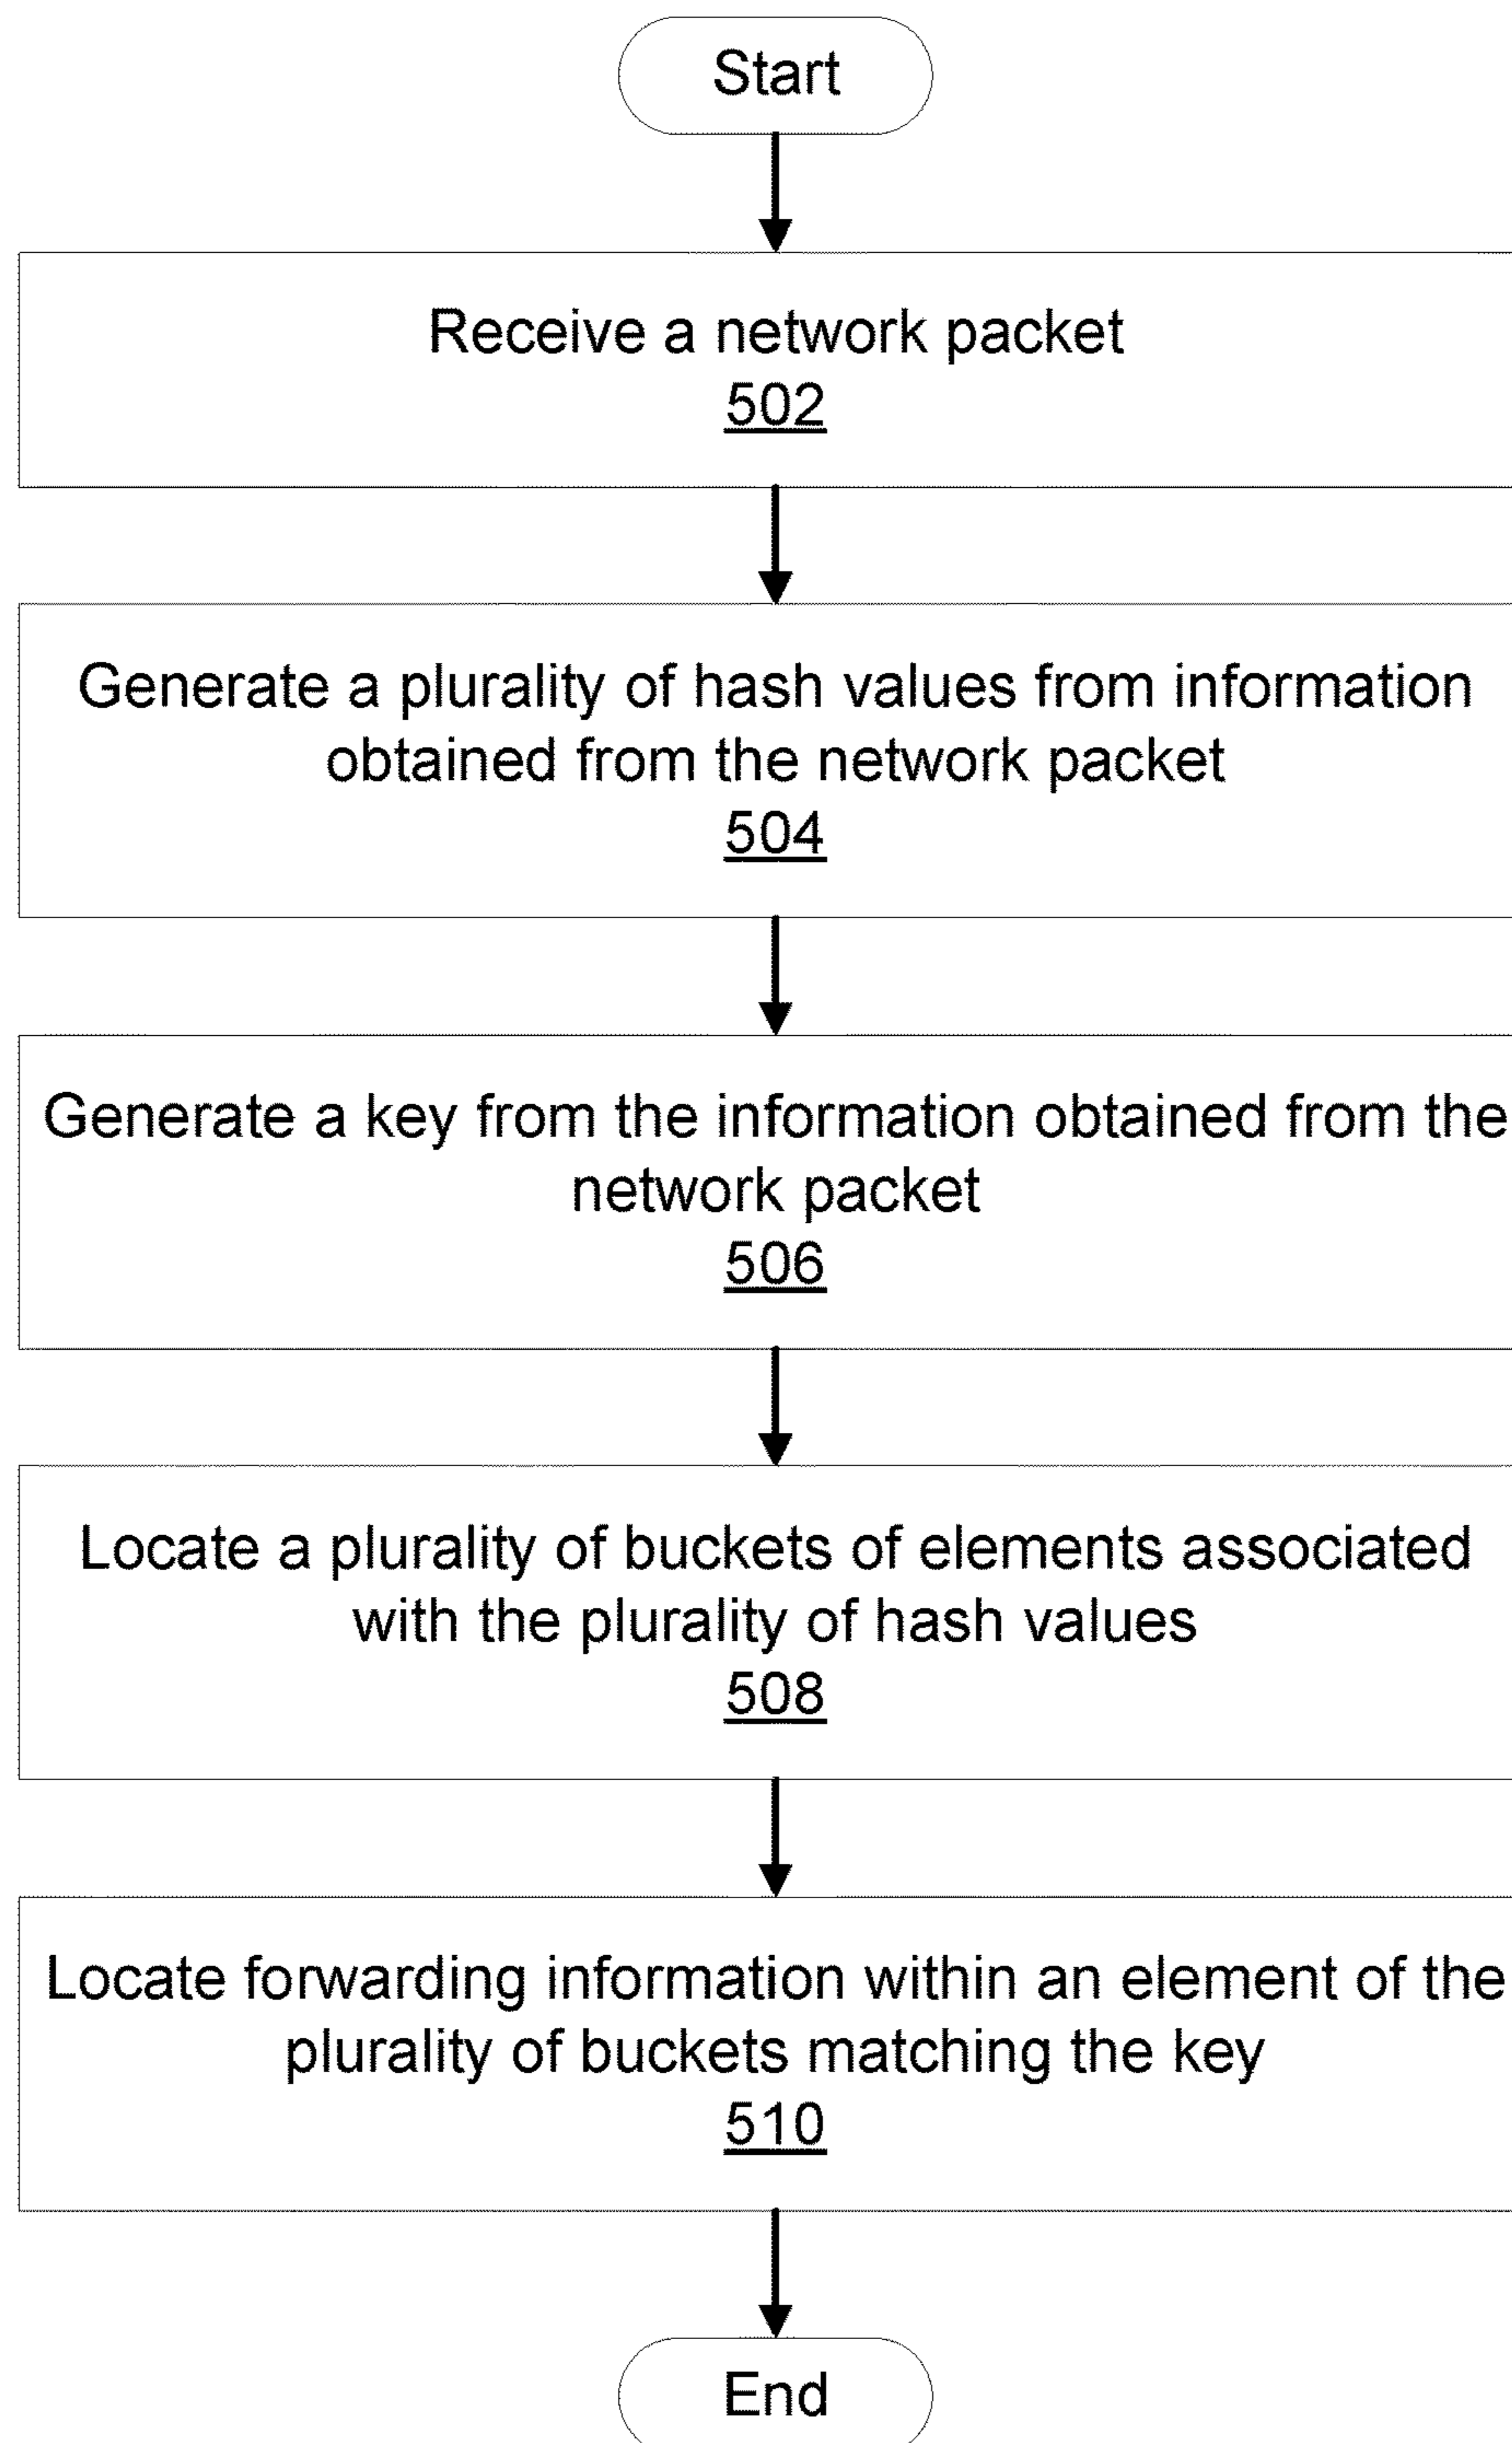 Start
Receive a network packet
502
Generate a plurality of hash values from information
obtained from the network packet
504
Generate a key from the information obtained from the
network packet
506
Locate a plurality of buckets of elements associated
with the plurality of hash values
508
Locate forwarding information within an element of the
plurality of buckets matching the key
510
End